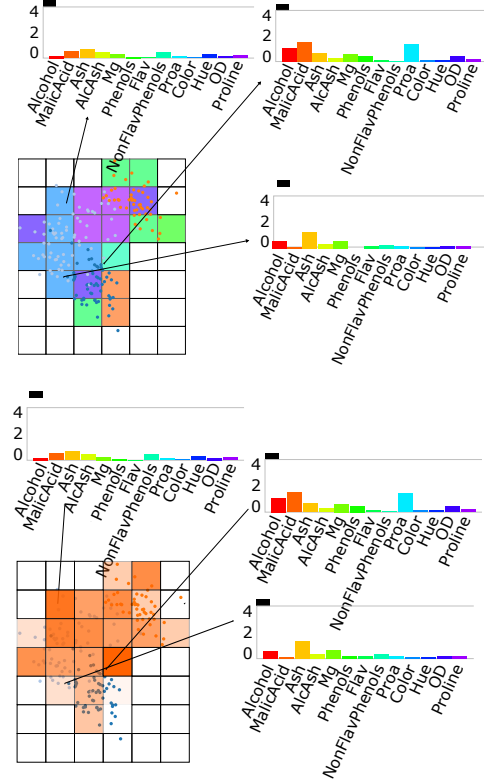 4
2
0
Alcohol
MalicAcid
Ash
AlcAsh
Mg
Phenols
Flav
NonFlavPhenols
Proa
Color
Hue
OD
Proline
4
2
0
Alcohol
MalicAcid
Ash
AlcAsh
Mg
Phenols
Flav
NonFlavPhenols
Proa
Color
Hue
OD
Proline
4
2
0
Alcohol
MalicAcid
Ash
AlcAsh
Mg
Phenols
Flav
NonFlavPhenols
Proa
Color
Hue
OD
Proline
4
2
0
Alcohol
MalicAcid
Ash
AlcAsh
Mg
Phenols
Flav
NonFlavPhenols
Proa
Color
Hue
OD
Proline
4
2
0
Alcohol
MalicAcid
Ash
AlcAsh
Mg
Phenols
Flav
NonFlavPhenols
Proa
Color
Hue
OD
Proline
4
2
0
Alcohol
MalicAcid
Ash
AlcAsh
Mg
Phenols
Flav
NonFlavPhenols
Proa
Color
Hue
OD
Proline